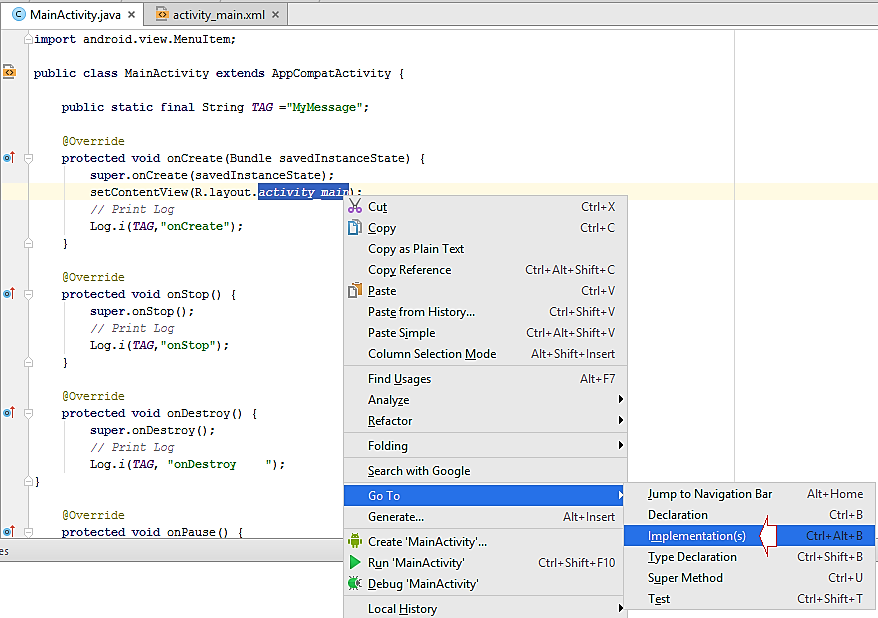 MainActivity.java
activity_main.xml
import android.view.MenuItem;
public class MainActivity extends AppCompatActivity {
public static final String TAG ="MyMessage";
@Override
protected void onCreate(Bundle savedInstanceState) {
super.onCreate(savedInstanceState);
setContentView(R.layout.activity_main);
// Print Log
Log.i(TAG,"onCreate");
}
@Override
protected void onStop() {
super.onStop();
// Print Log
Log.i(TAG,"onStop");
}
@Override
protected void onDestroy() {
super.onDestroy();
// Print Log
Log.i(TAG, "onDestroy    ");
}
@Override
protected void onPause() {
es
Cut Ctrl+X
Copy Ctrl+C
Copy as Plain Text
Copy Reference Ctrl+Alt+Shift+C
Paste Ctrl+V
Paste from History... Ctrl+Shift+V
Paste Simple Ctrl+Alt+Shift+V
Column Selection Mode Alt+Shift+Insert
Find Usages Alt+F7
Analyze
Refactor
Folding
Search with Google
Go To
Generate... Alt+Insert
Create 'MainActivity'...
Run 'MainActivity' Ctrl+Shift+F10
Debug 'MainActivity'
Local History
Jump to Navigation Bar Alt+Home
Declaration Ctrl+B
Implementation(s) Ctrl+Alt+B
Type Declaration Ctrl+Shift+B
Super Method Ctrl+U
Test Ctrl+Shift+T